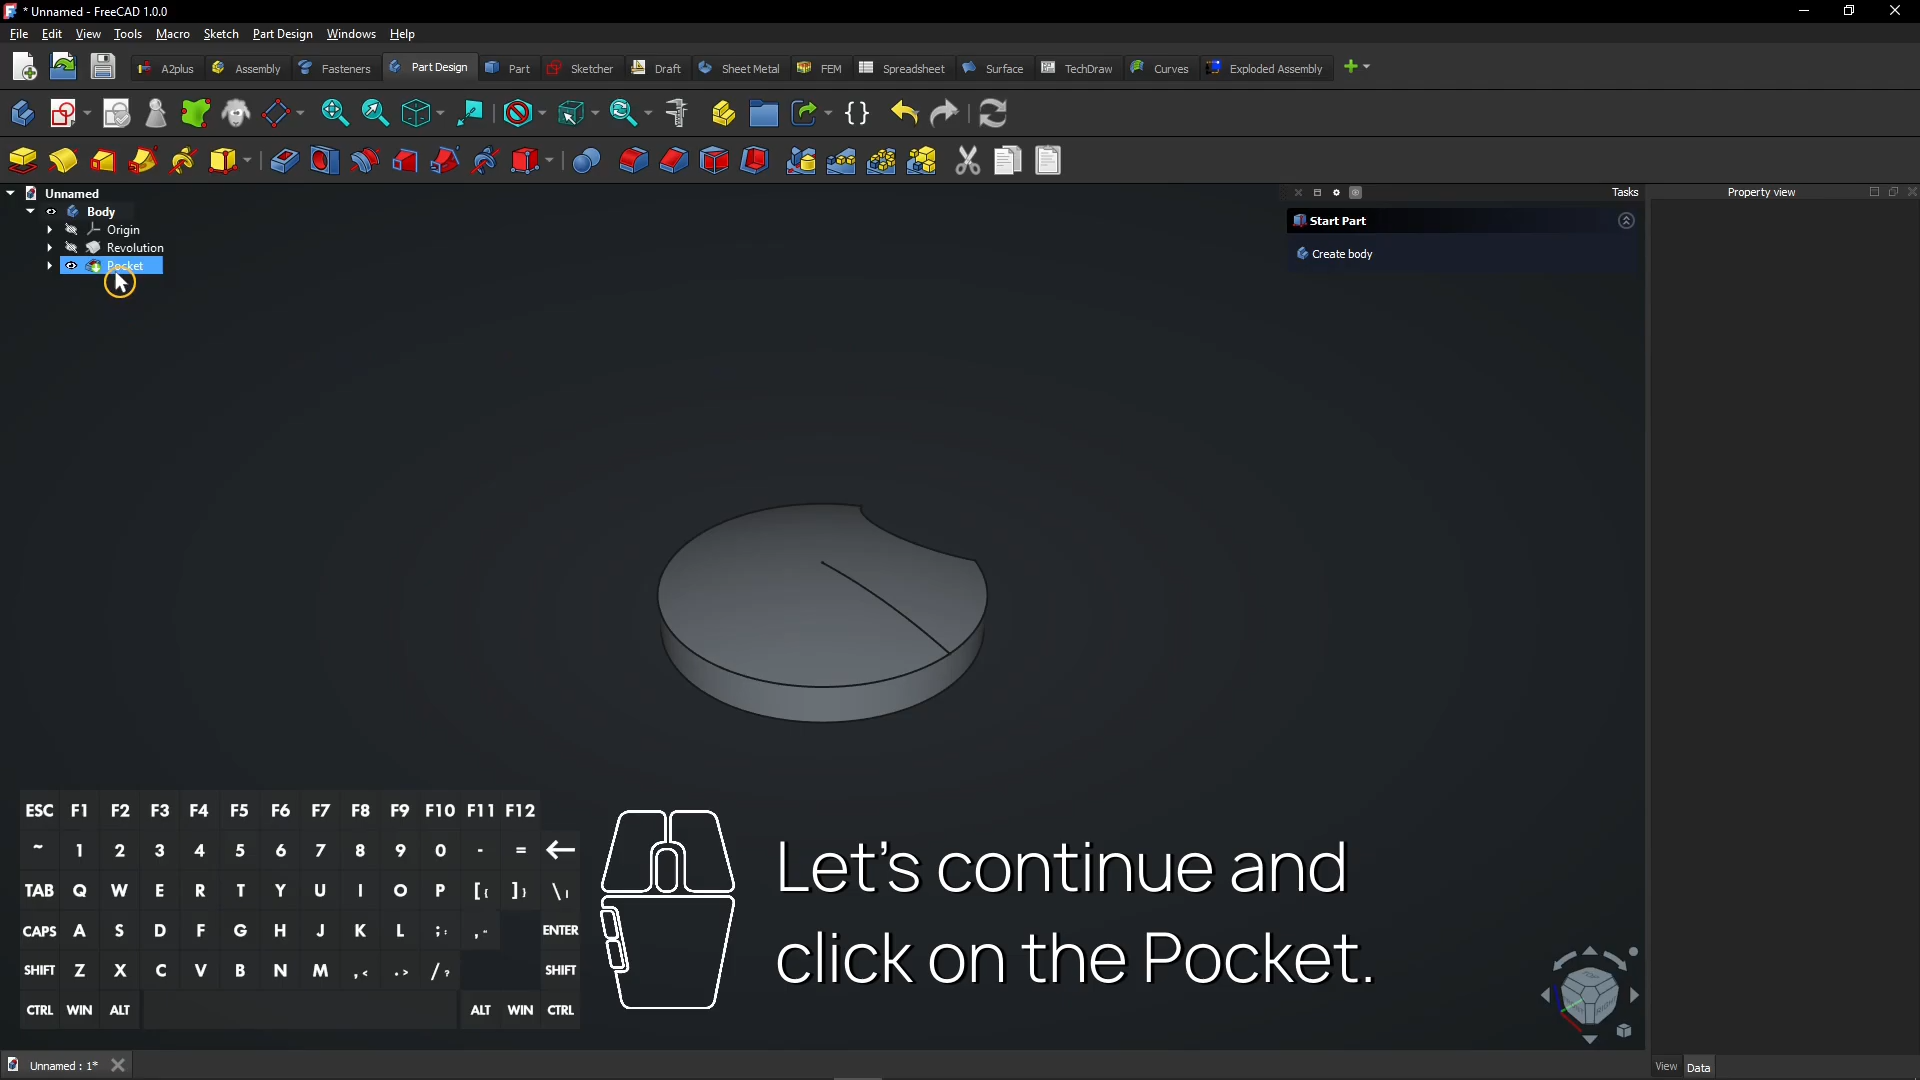 * Unnamed - FreeCAD 1.0.0
File Edit View Tools Macro Sketch Part Design Windows Help
A2plus Assembly Fasteners Part Design Part Sketcher Draft Sheet Metal FEM Spreadsheet Surface TechDraw Curves Exploded Assembly
Unnamed
Body
Origin
Revolution
Pocket
Tasks
Start Part
Create body
Property view
ESC F1 F2 F3 F4 F5 F6 F7 F8 F9 F10 F11 F12
~ 1 2 3 4 5 6 7 8 9 0 - =
TAB Q W E R T Y U I O P [{ ]} \|
CAPS A S D F G H J K L ;: ," ENTER
SHIFT Z X C V B N M ,< .> /? SHIFT
CTRL WIN ALT ALT WIN CTRL
Let's continue and
click on the Pocket.
Unnamed : 1*
View Data